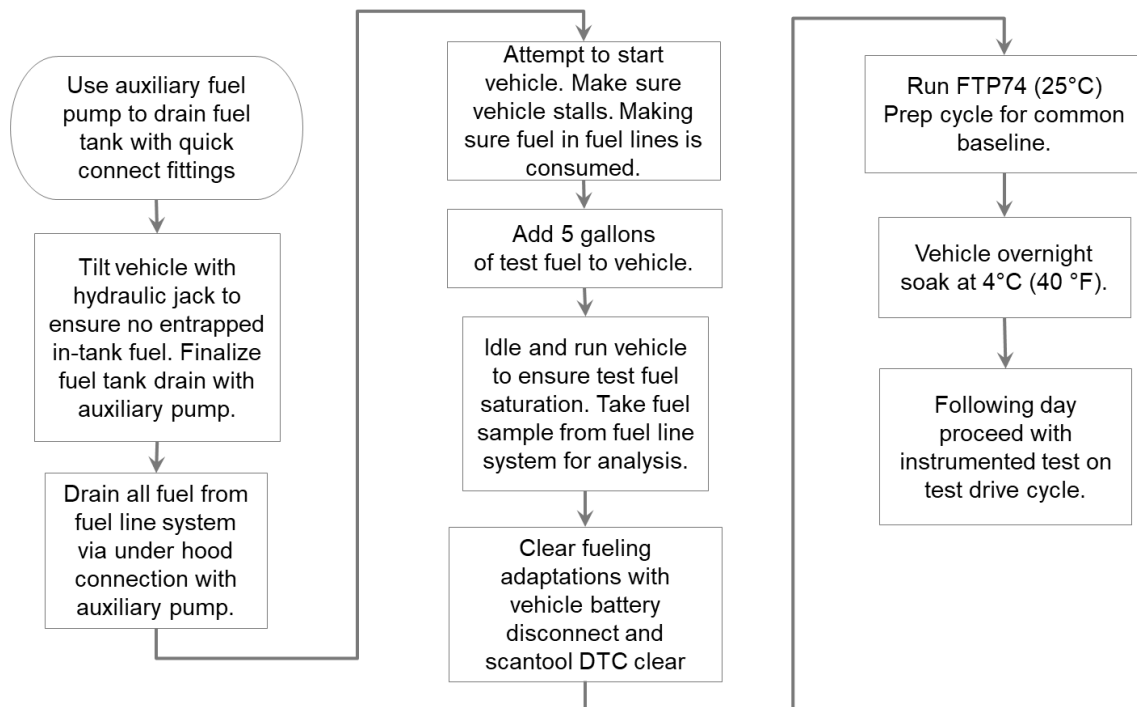 Use auxiliary fuel
pump to drain fuel
tank with quick
connect fittings
Tilt vehicle with
hydraulic jack to
ensure no entrapped
in-tank fuel. Finalize
fuel tank drain with
auxiliary pump.
Drain all fuel from
fuel line system
via under hood
connection with
auxiliary pump.
Attempt to start
vehicle. Make sure
vehicle stalls. Making
sure fuel in fuel lines is
consumed.
Add 5 gallons
of test fuel to vehicle.
Idle and run vehicle
to ensure test fuel
saturation. Take fuel
sample from fuel line
system for analysis.
Clear fueling
adaptations with
vehicle battery
disconnect and
scantool DTC clear
Run FTP74 (25°C)
Prep cycle for common
baseline.
Vehicle overnight
soak at 4°C (40 °F).
Following day
proceed with
instrumented test on
test drive cycle.